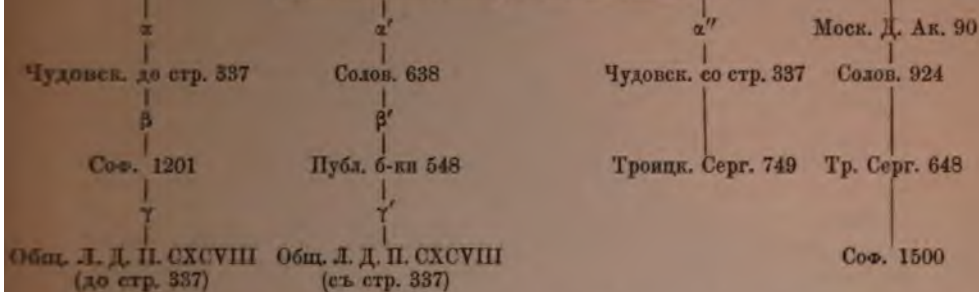 α α′ α″ Моск. Д. Ак. 90
Чудовск. до стр. 337 Солов. 638 Чудовск. со стр. 337 Солов. 924
β β′
Соф. 1201 Публ. б-ки 548 Троицк. Серг. 749 Тр. Серг. 648
γ γ′
Общ. Л. Д. П. CXCVIII Общ. Л. Д. П. CXCVIII Соф. 1500
(до стр. 337) (съ стр. 337)